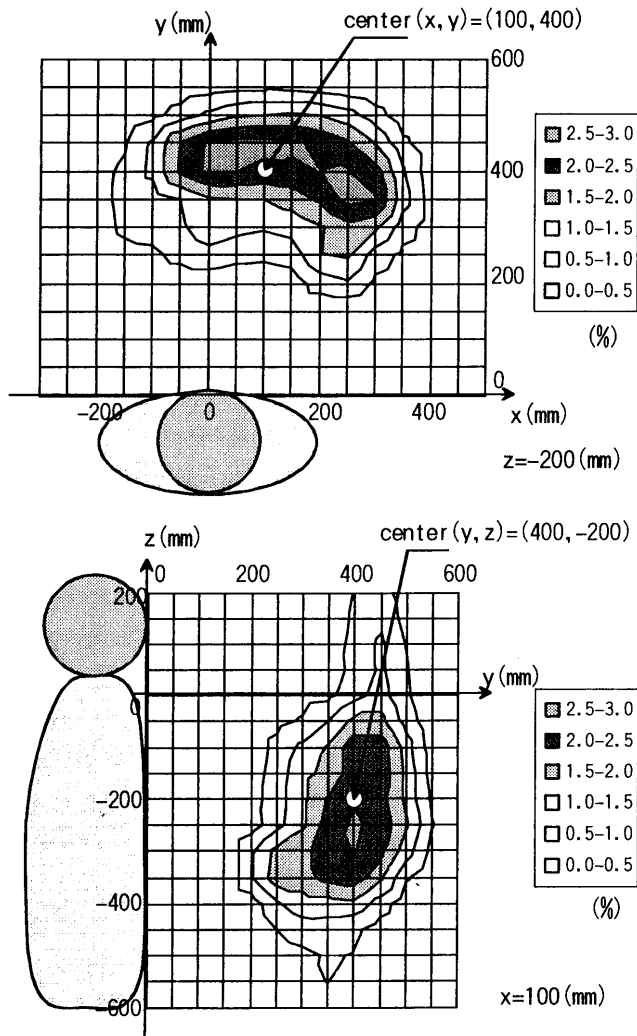 center(x, y)=(100, 400)
y(mm)
600
400
200
0
-200 0 200 400
x(mm)
z=-200(mm)
2.5-3.0
2.0-2.5
1.5-2.0
1.0-1.5
0.5-1.0
0.0-0.5
(%)
center(y, z)=(400, -200)
z(mm)
0 200 400 600
200
y(mm)
0
-200
-400
-600
2.5-3.0
2.0-2.5
1.5-2.0
1.0-1.5
0.5-1.0
0.0-0.5
(%)
x=100(mm)